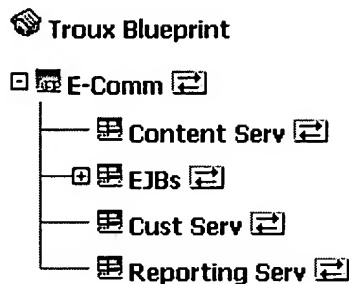 Troux Blueprint
E-Comm
Content Serv
EJBs
Cust Serv
Reporting Serv